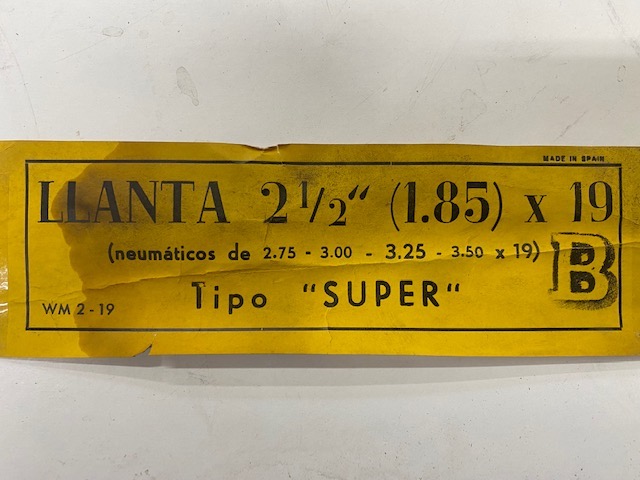 MADE IN SPAIN
LLANTA 2 1/2“ (1.85) x 19
(neumáticos de 2.75 - 3.00 - 3.25 - 3.50 x 19)
B
Tipo “SUPER“
WM 2 - 19